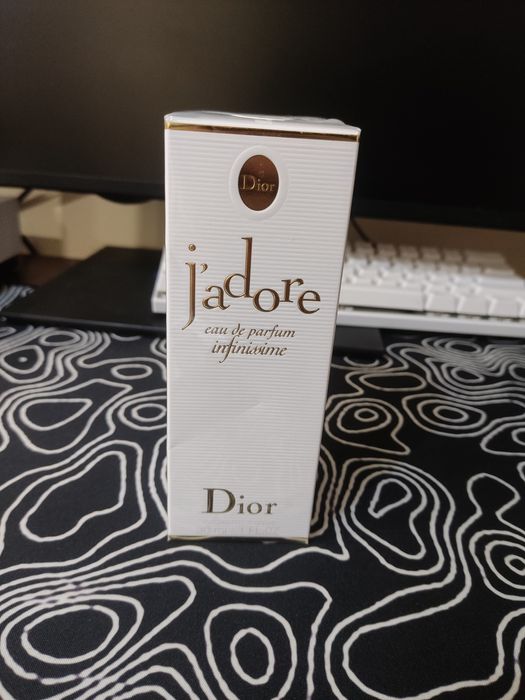 Dior
j'adore
eau de parfum
infinissime
Dior